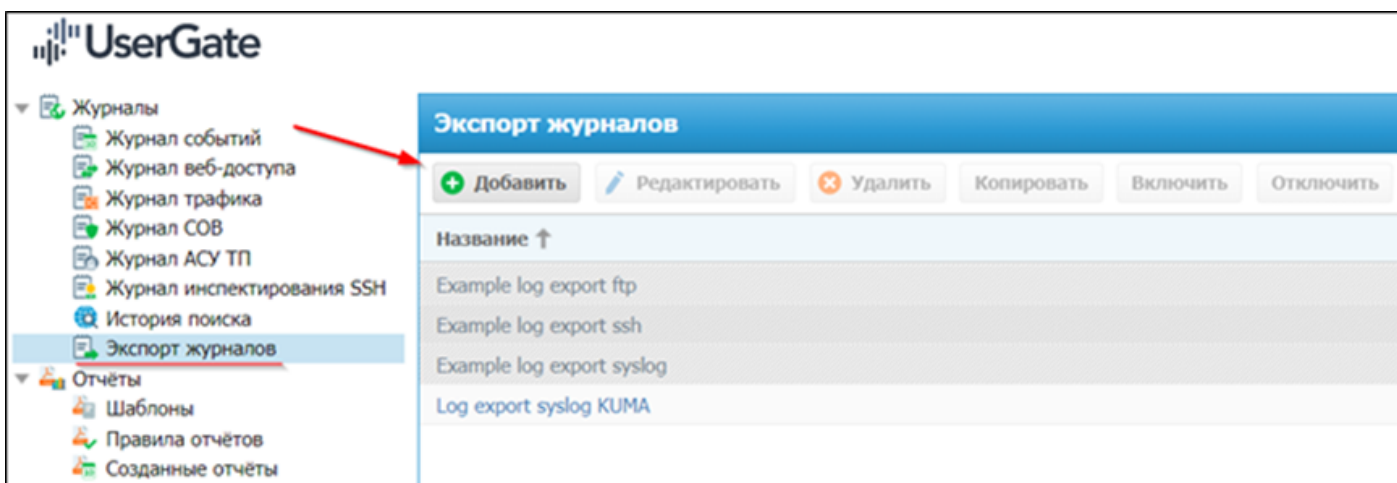 UserGate
Журналы
Журнал событий
Журнал веб-доступа
Журнал трафика
Журнал СОВ
Журнал АСУ ТП
Журнал инспектирования SSH
История поиска
Экспорт журналов
Отчёты
Шаблоны
Правила отчётов
Созданные отчёты
Экспорт журналов
Добавить Редактировать Удалить Копировать Включить Отключить
Название
Example log export ftp
Example log export ssh
Example log export syslog
Log export syslog KUMA